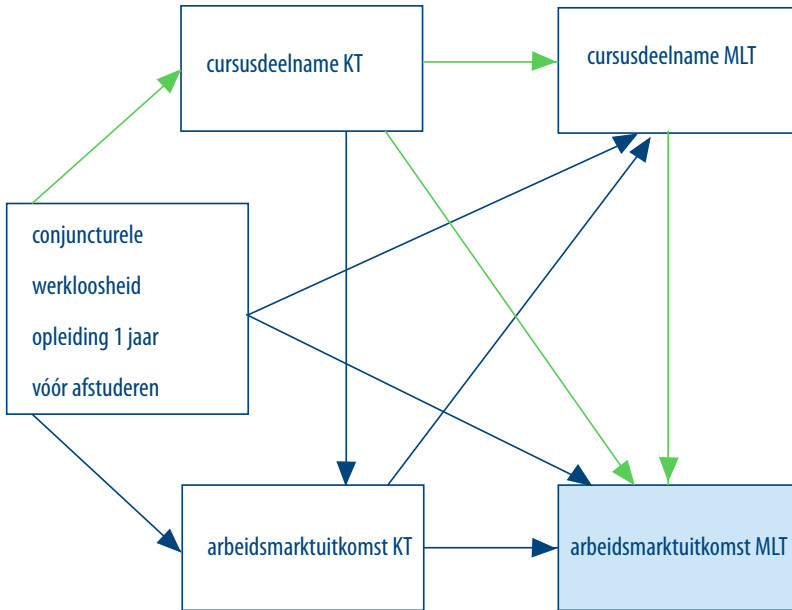 cursusdeelname KT
cursusdeelname MLT
conjuncturele
werkloosheid
opleiding 1 jaar
vóór afstuderen
arbeidsmarktuitkomst KT
arbeidsmarktuitkomst MLT